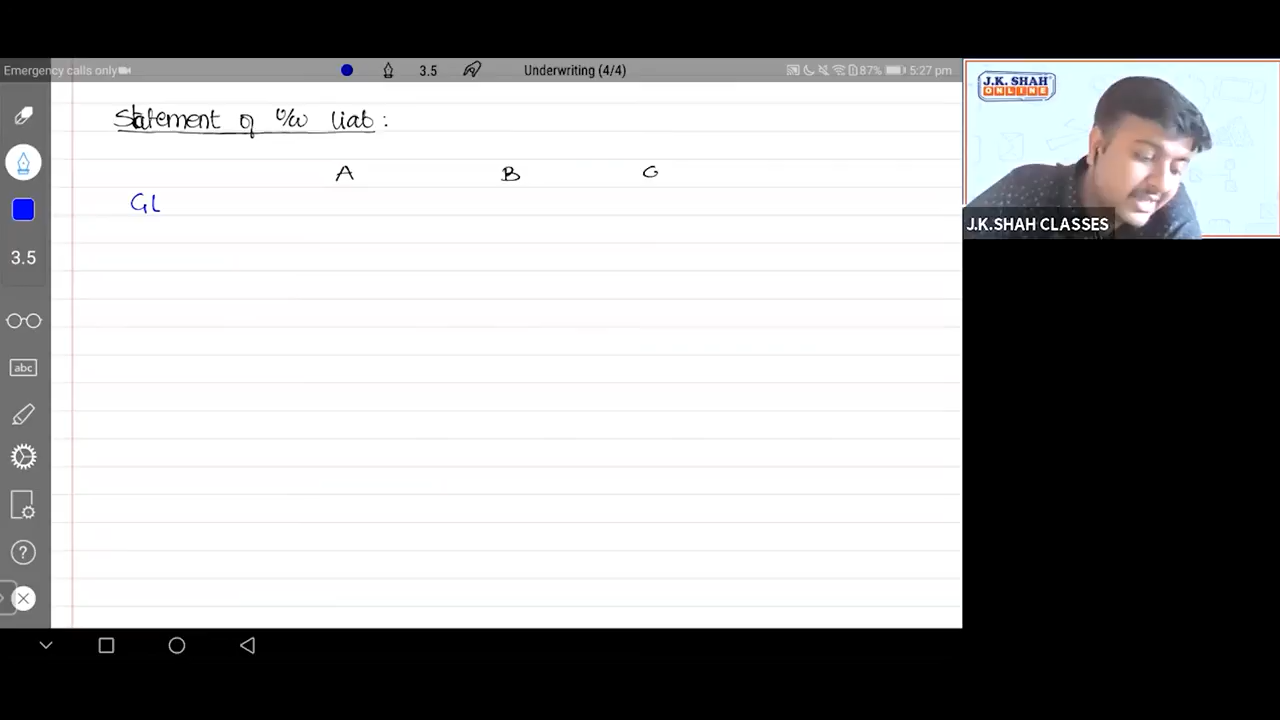 Emergency calls only 3.5 Underwriting (4/4) 87% 5:27 pm
J.K. SHAH
ONLINE
Statement of U/w liab:
A B C
GL
J.K.SHAH CLASSES
3.5
abc
?